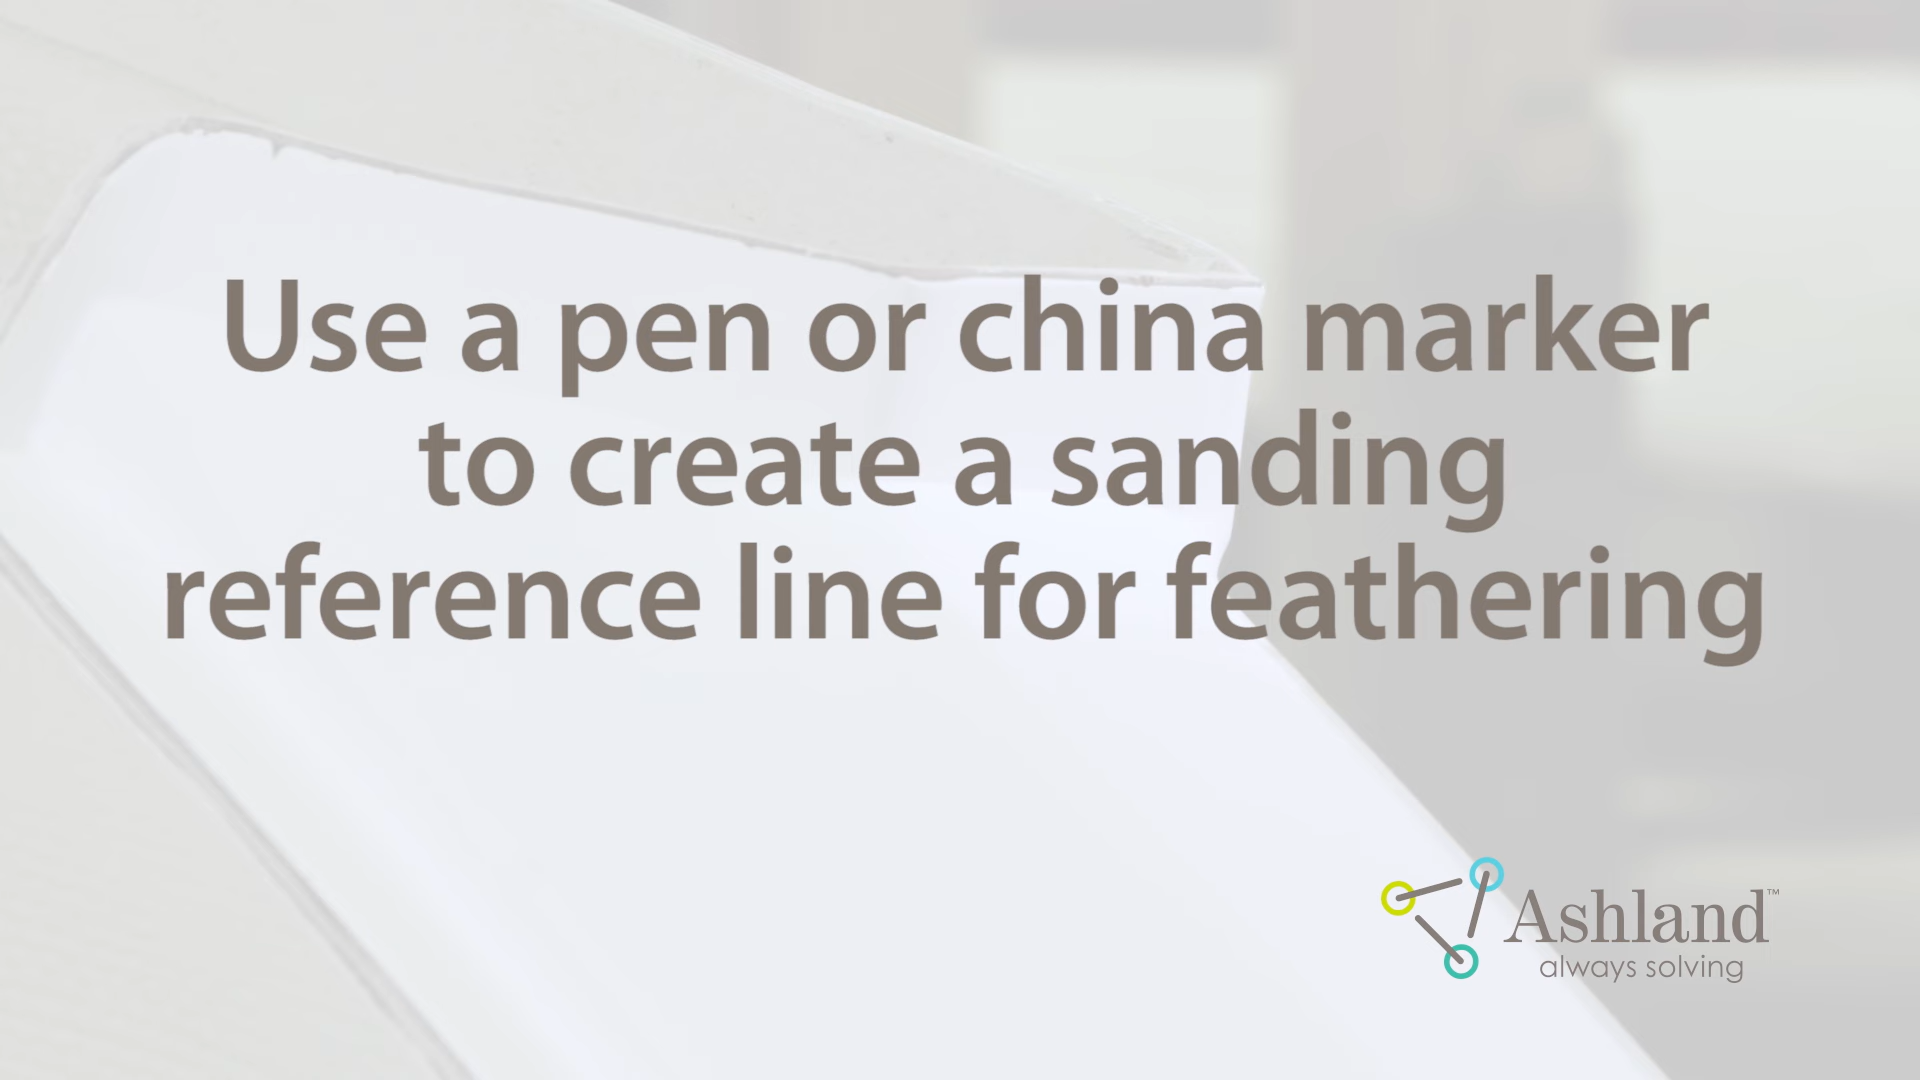 Use a pen or china marker
to create a sanding
reference line for feathering
Ashland™
always solving